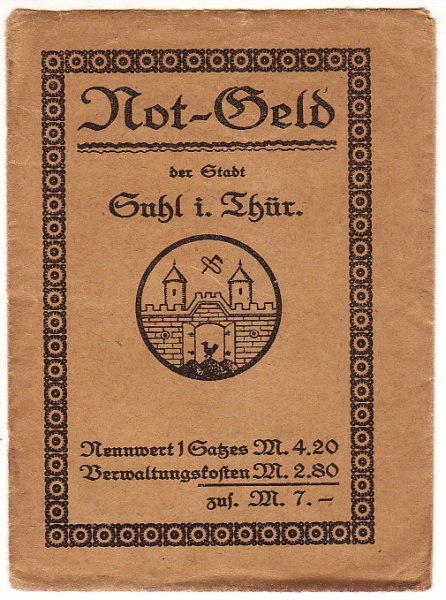 Not-Geld
der Stadt
Suhl i. Thür.
Nennwert 1 Satzes M. 4.20
Verwaltungskosten M. 2.80
zus. M. 7.–